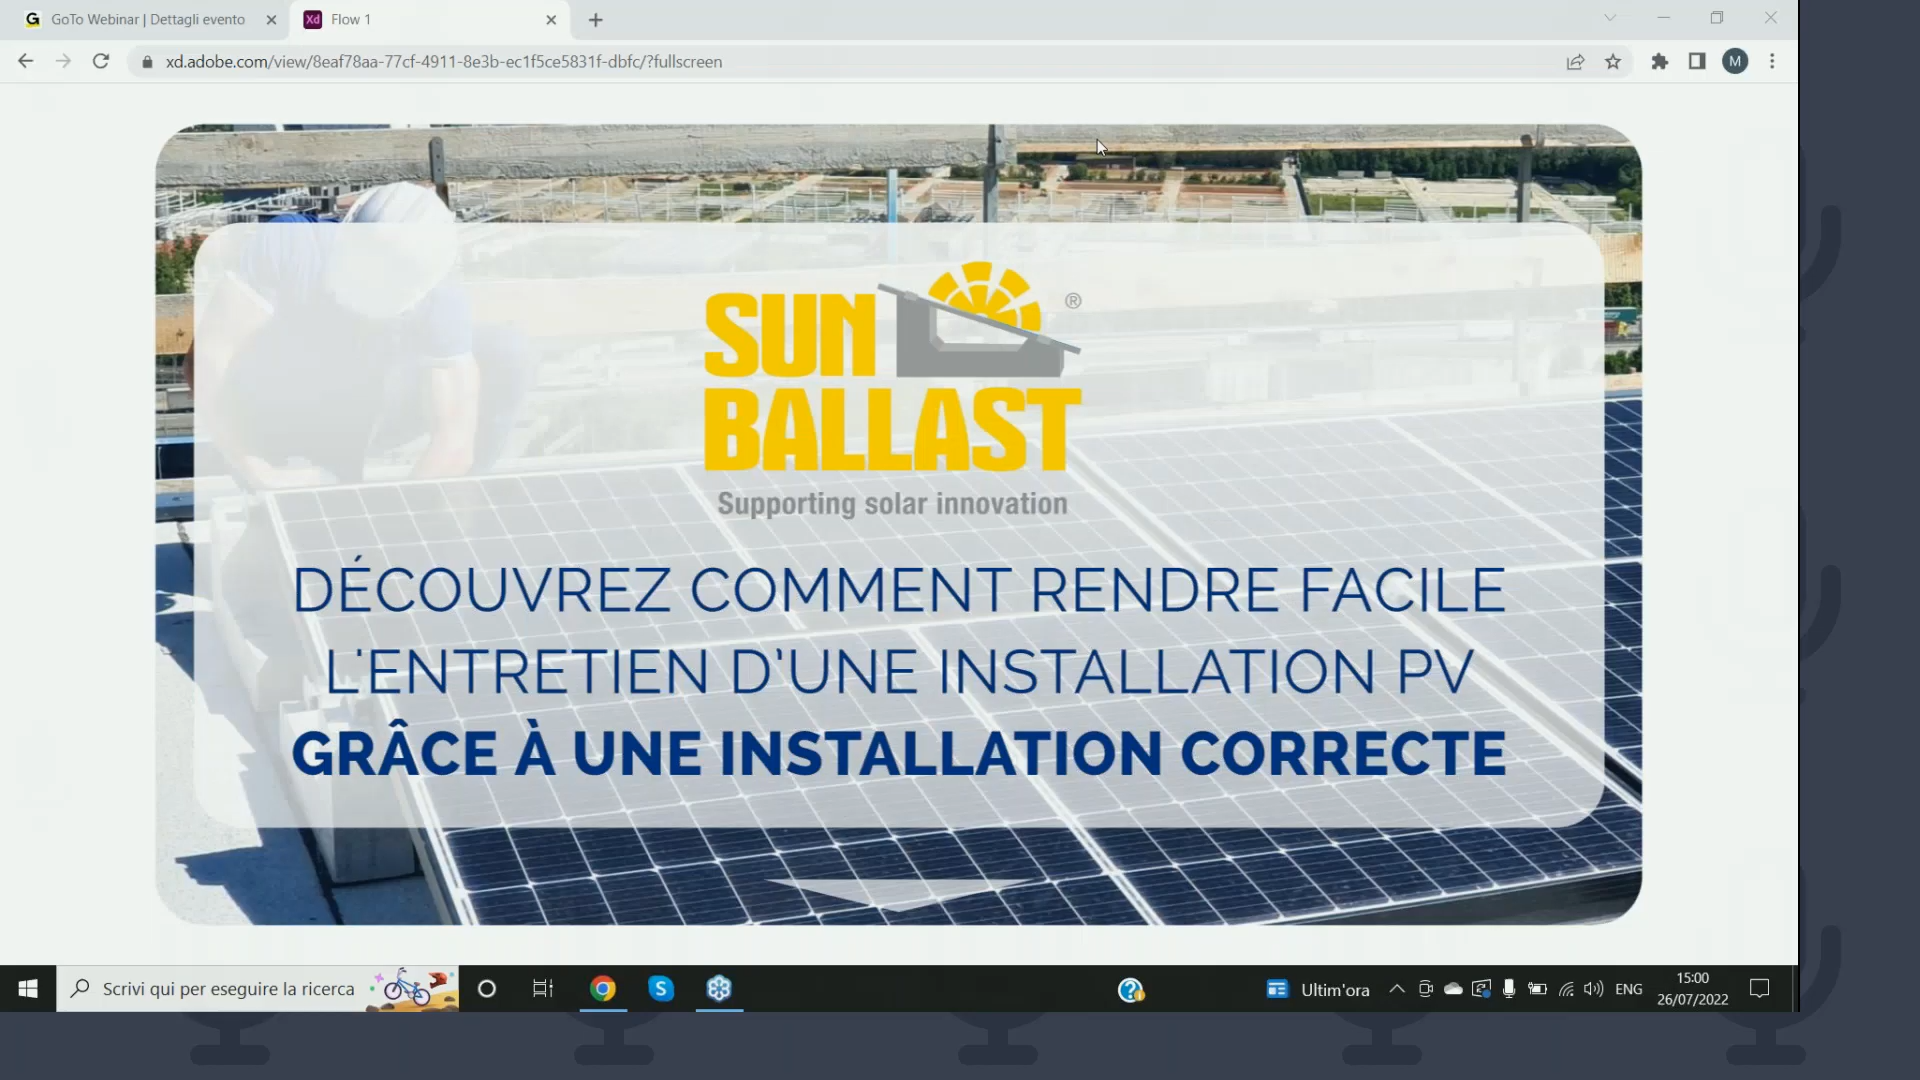 GoTo Webinar | Dettagli evento
Flow 1
xd.adobe.com/view/8eaf78aa-77cf-4911-8e3b-ec1f5ce5831f-dbfc/?fullscreen
M
SUN
BALLAST
®
Supporting solar innovation
DÉCOUVREZ COMMENT RENDRE FACILE
L'ENTRETIEN D'UNE INSTALLATION PV
GRÂCE À UNE INSTALLATION CORRECTE
Scrivi qui per eseguire la ricerca
Ultim'ora
ENG
15:00
26/07/2022